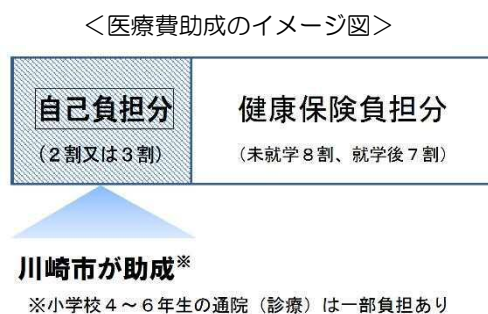 ＜医療費助成のイメージ図＞
自己負担分
（２割又は３割）
健康保険負担分
（未就学８割、就学後７割）
川崎市が助成※
※小学校４～６年生の通院（診療）は一部負担あり